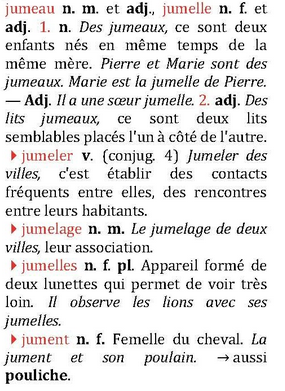 jumeau n. m. et adj., jumelle n. f. et
adj. 1. n. Des jumeaux, ce sont deux
enfants nés en même temps de la
même mère. Pierre et Marie sont des
jumeaux. Marie est la jumelle de Pierre.
— Adj. Il a une sœur jumelle. 2. adj. Des
lits jumeaux, ce sont deux lits
semblables placés l'un à côté de l'autre.
jumeler v. (conjug. 4) Jumeler des
villes, c'est établir des contacts
fréquents entre elles, des rencontres
entre leurs habitants.
jumelage n. m. Le jumelage de deux
villes, leur association.
jumelles n. f. pl. Appareil formé de
deux lunettes qui permet de voir très
loin. Il observe les lions avec ses
jumelles.
jument n. f. Femelle du cheval. La
jument et son poulain. → aussi
pouliche.